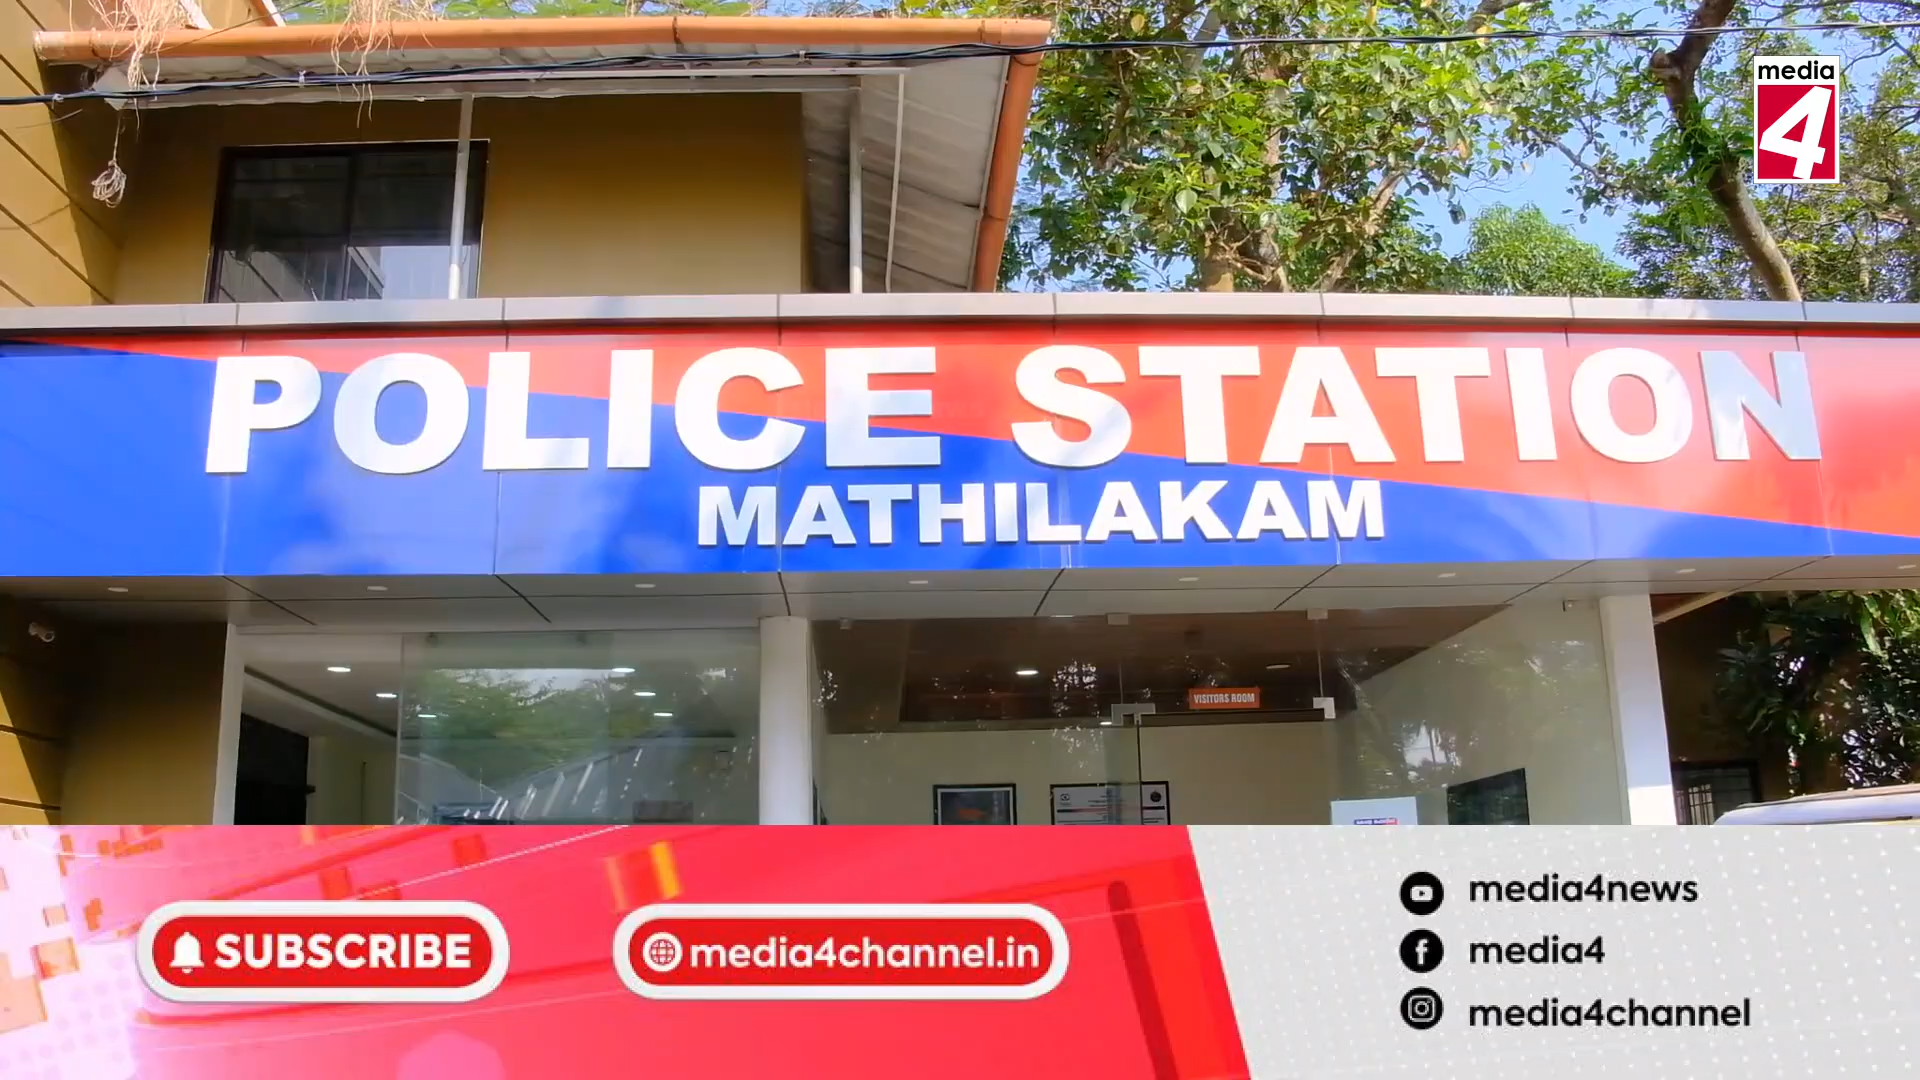 media
4
POLICE STATION
MATHILAKAM
VISITORS ROOM
SUBSCRIBE
media4channel.in
media4news
media4
media4channel